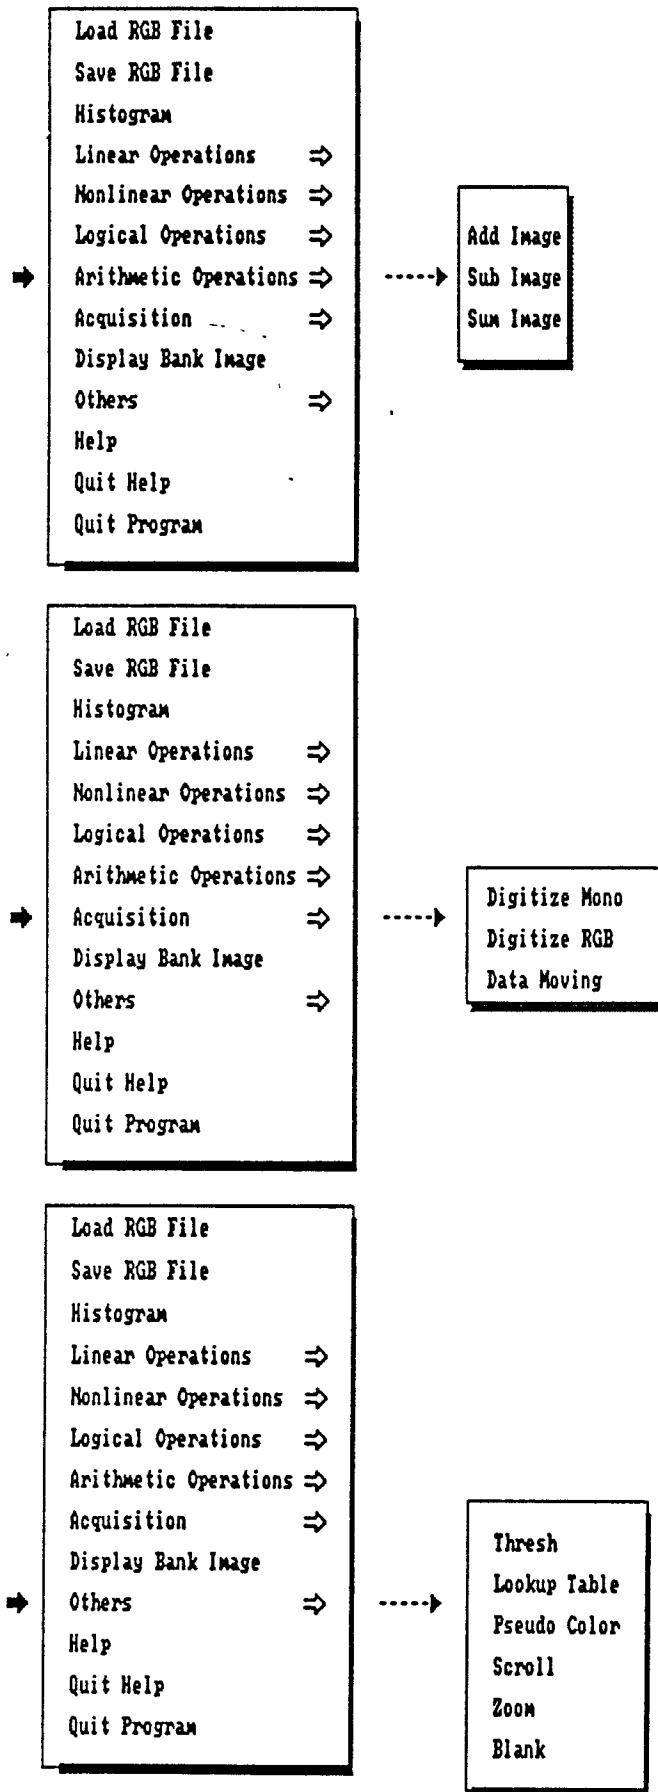 Load RGB File
Save RGB File
Histogram
Linear Operations
Nonlinear Operations
Logical Operations
Arithmetic Operations
Acquisition
Display Bank Image
Others
Help
Quit Help
Quit Program
Add Image
Sub Image
Sum Image
Load RGB File
Save RGB File
Histogram
Linear Operations
Nonlinear Operations
Logical Operations
Arithmetic Operations
Acquisition
Display Bank Image
Others
Help
Quit Help
Quit Program
Digitize Mono
Digitize RGB
Data Moving
Load RGB File
Save RGB File
Histogram
Linear Operations
Nonlinear Operations
Logical Operations
Arithmetic Operations
Acquisition
Display Bank Image
Others
Help
Quit Help
Quit Program
Thresh
Lookup Table
Pseudo Color
Scroll
Zoom
Blank